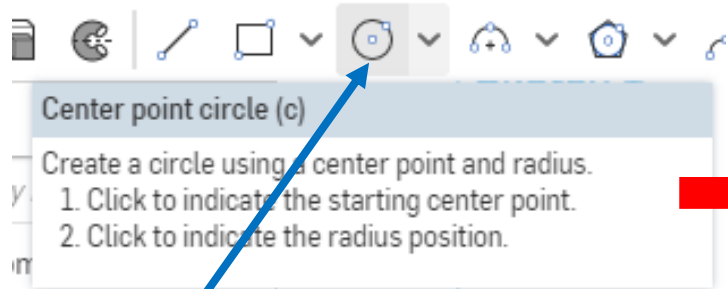 Center point circle (c)
Create a circle using a center point and radius.
1. Click to indicate the starting center point.
2. Click to indicate the radius position.